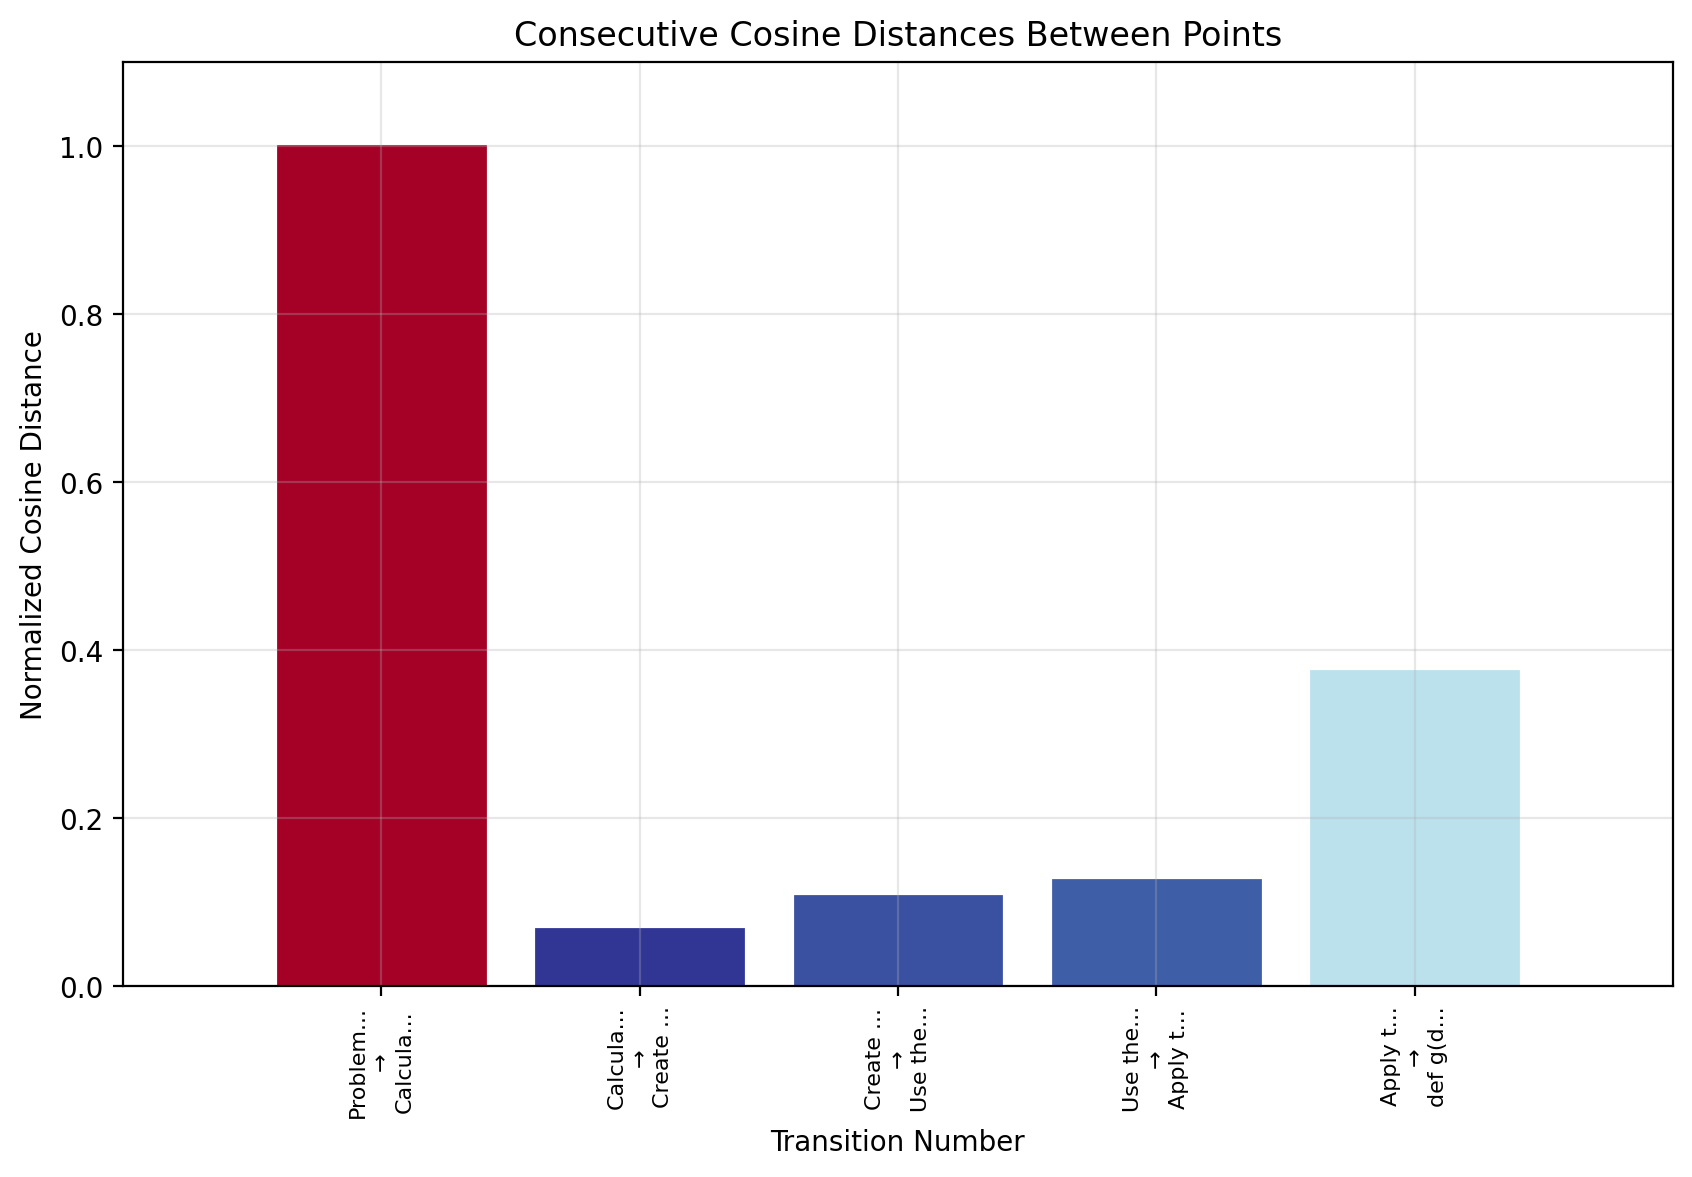 Consecutive Cosine Distances Between Points
Normalized Cosine Distance
1.0
0.8
0.6
0.4
0.2
0.0
Problem...
→
Calcula...
Calcula...
→
Create ...
Create ...
→
Use the...
Use the...
→
Apply t...
Apply t...
→
def g(d...
Transition Number